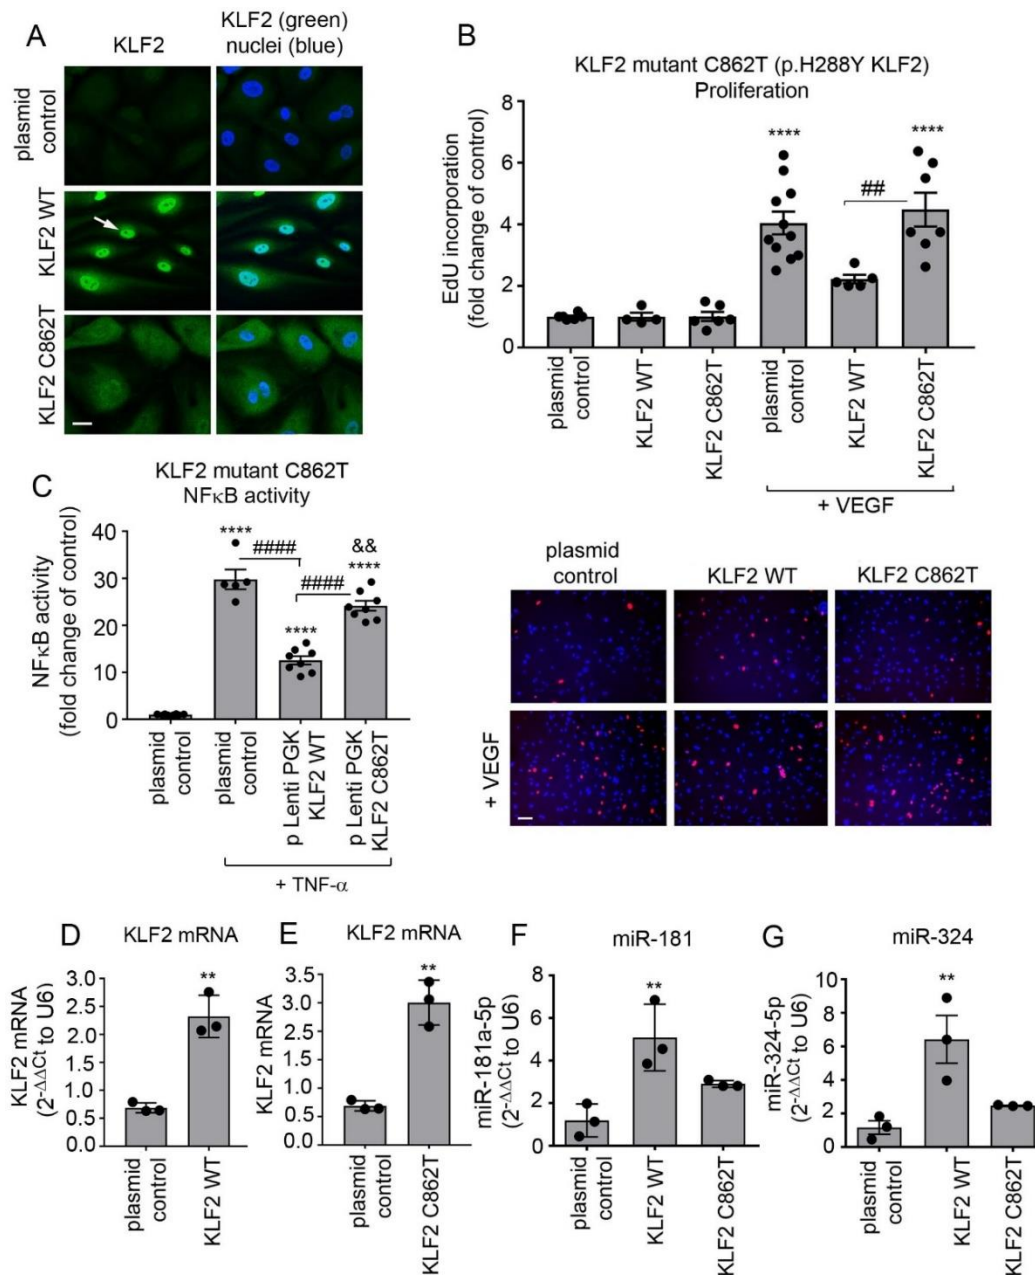 A
KLF2
KLF2 (green)
nuclei (blue)
plasmid
control
KLF2 WT
KLF2 C862T
B
KLF2 mutant C862T (p.H288Y KLF2)
Proliferation
EdU incorporation
(fold change of control)
8
6
4
2
0
****
##
****
plasmid
control
KLF2 WT
KLF2 C862T
plasmid
control
KLF2 WT
KLF2 C862T
+ VEGF
C
KLF2 mutant C862T
NFκB activity
NFκB activity
(fold change of control)
40
30
20
10
0
****
####
****
####
&&
****
plasmid
control
plasmid
control
p Lenti PGK
KLF2 WT
p Lenti PGK
KLF2 C862T
+ TNF-α
plasmid
control
KLF2 WT
KLF2 C862T
+ VEGF
D
KLF2 mRNA
KLF2 mRNA
(2-ΔΔCt to U6)
3.0
2.5
2.0
1.5
1.0
0.5
0.0
**
plasmid
control
KLF2 WT
E
KLF2 mRNA
KLF2 mRNA
3.5
3.0
2.5
2.0
1.5
1.0
0.5
0.0
**
plasmid
control
KLF2 C862T
F
miR-181
miR-181a-5p
(2-ΔΔCt to U6)
8
6
4
2
0
**
plasmid
control
KLF2 WT
KLF2 C862T
G
miR-324
miR-324-5p
(2-ΔΔCt to U6)
10
8
6
4
2
0
**
plasmid
control
KLF2 WT
KLF2 C862T